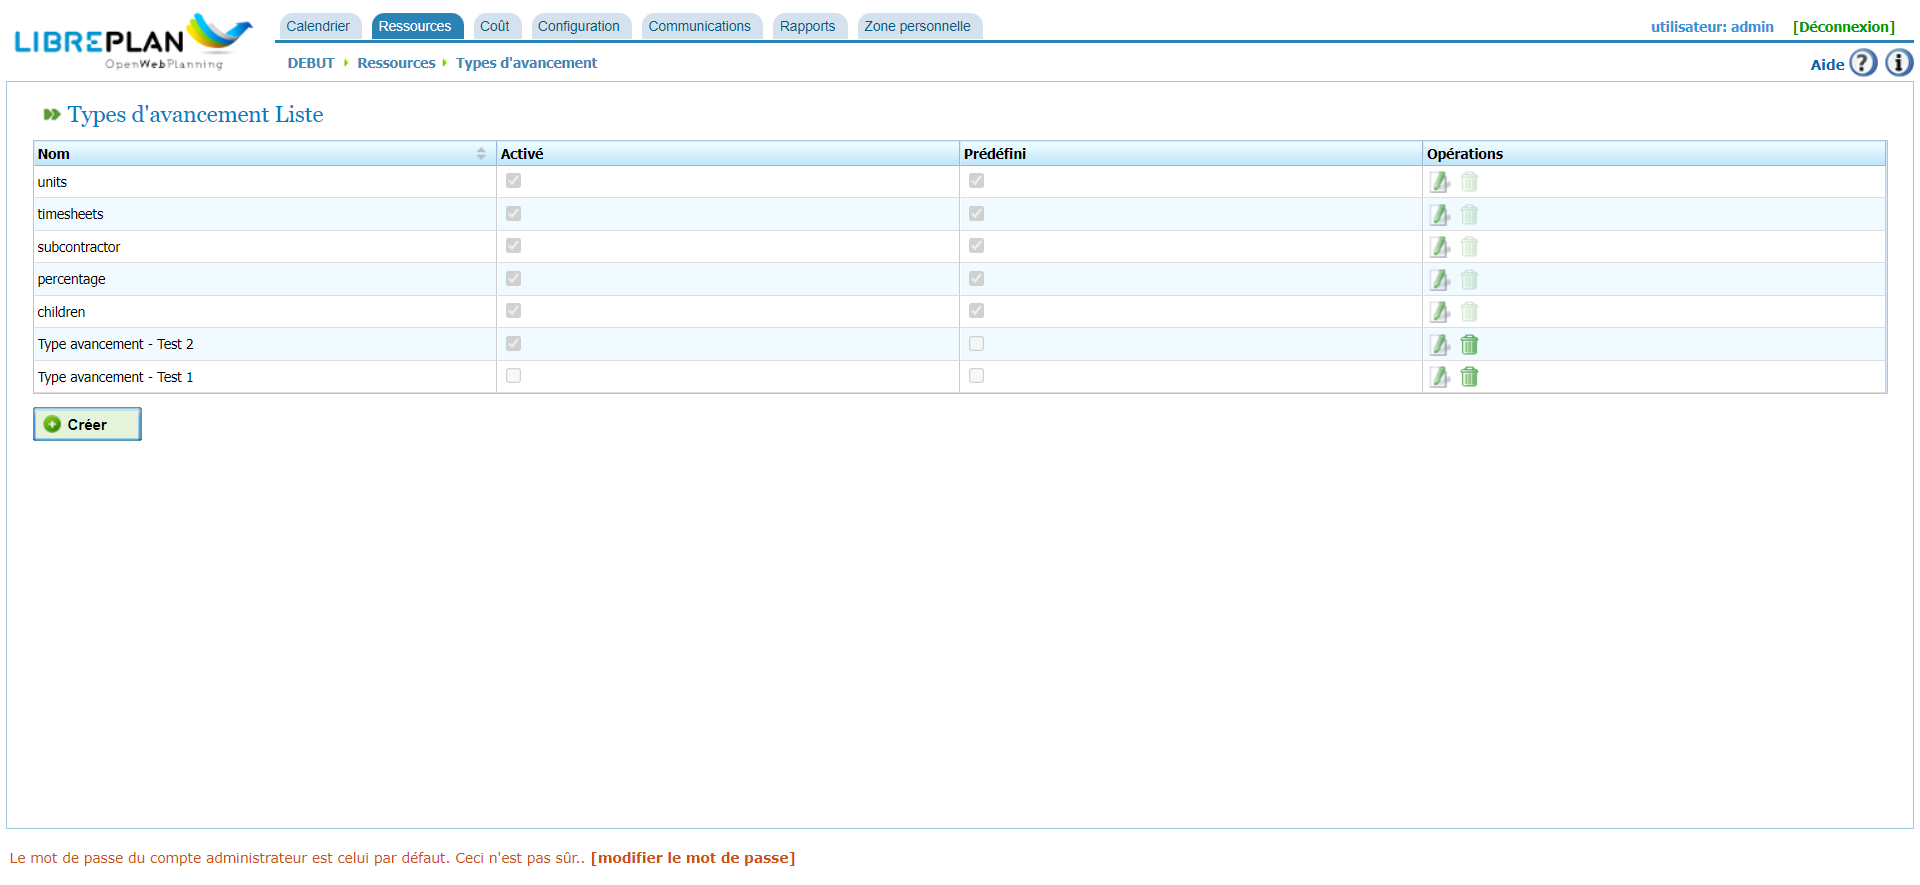 LIBREPLAN
OpenWebPlanning
Calendrier Ressources Coût Configuration Communications Rapports Zone personnelle
utilisateur: admin [Déconnexion]
DEBUT Ressources Types d'avancement
Aide
Types d'avancement Liste
Nom Activé Prédéfini Opérations
units
timesheets
subcontractor
percentage
children
Type avancement - Test 2
Type avancement - Test 1
Créer
Le mot de passe du compte administrateur est celui par défaut. Ceci n'est pas sûr.. [modifier le mot de passe]